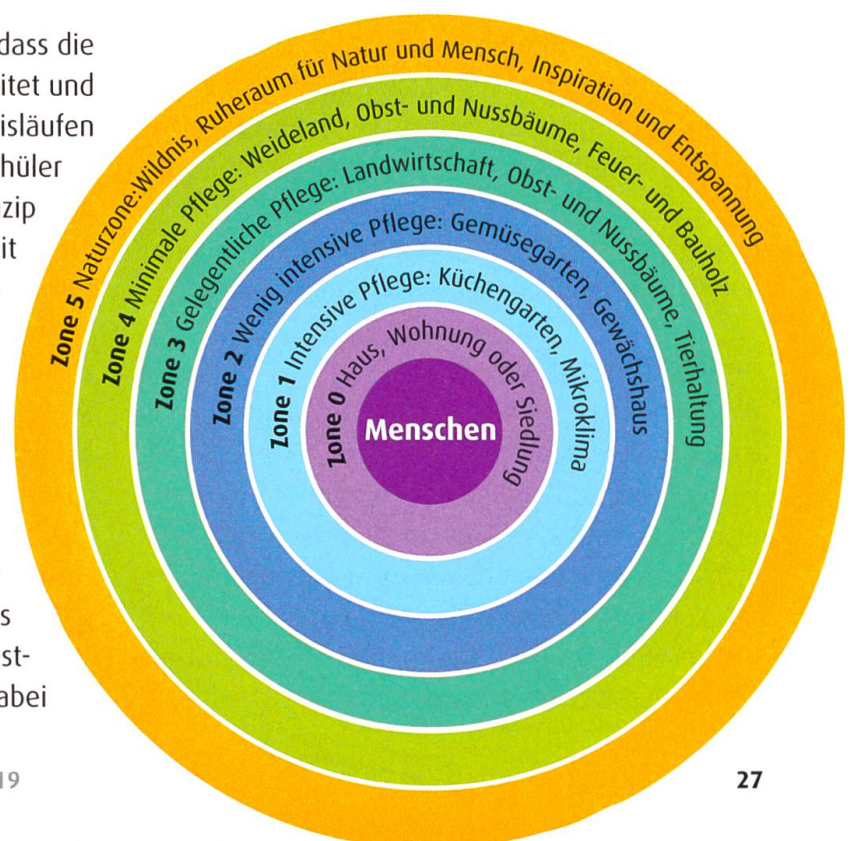 dass die
itet und
isläufen
hüler
zip
it
s
st-
abei
19
Zone 5 Naturzone:Wildnis, Ruheraum für Natur und Mensch, Inspiration und Entspannung
Zone 4 Minimale Pflege: Weideland, Obst- und Nussbäume, Feuer- und Bauholz
Zone 3 Gelegentliche Pflege: Landwirtschaft, Obst- und Nussbäume, Tierhaltung
Zone 2 Wenig intensive Pflege: Gemüsegarten, Gewächshaus
Zone 1 Intensive Pflege: Küchengarten, Mikroklima
Zone 0 Haus, Wohnung oder Siedlung
Menschen
27